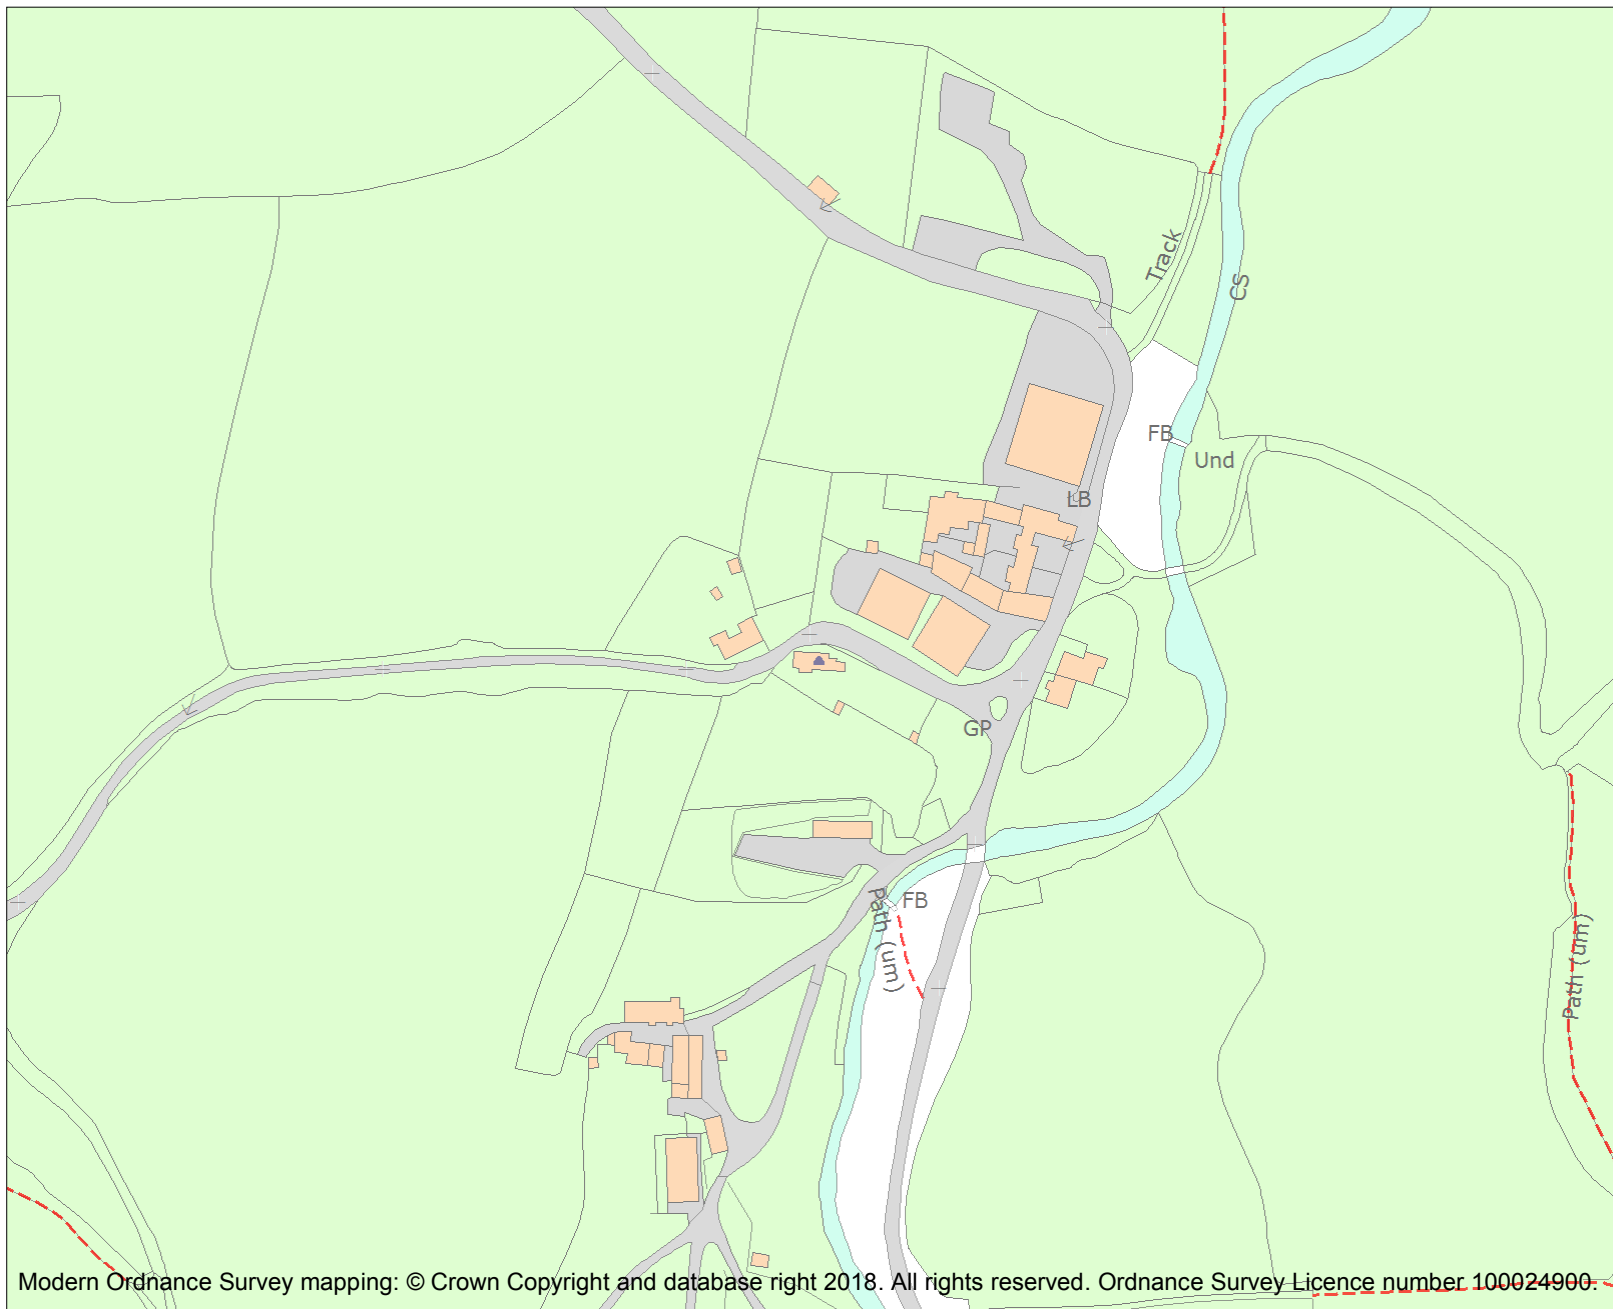 Track
CS
FB
Und
LB
GP
FB
Path (um)
Path (um)
Modern Ordnance Survey mapping: © Crown Copyright and database right 2018. All rights reserved. Ordnance Survey Licence number 100024900.